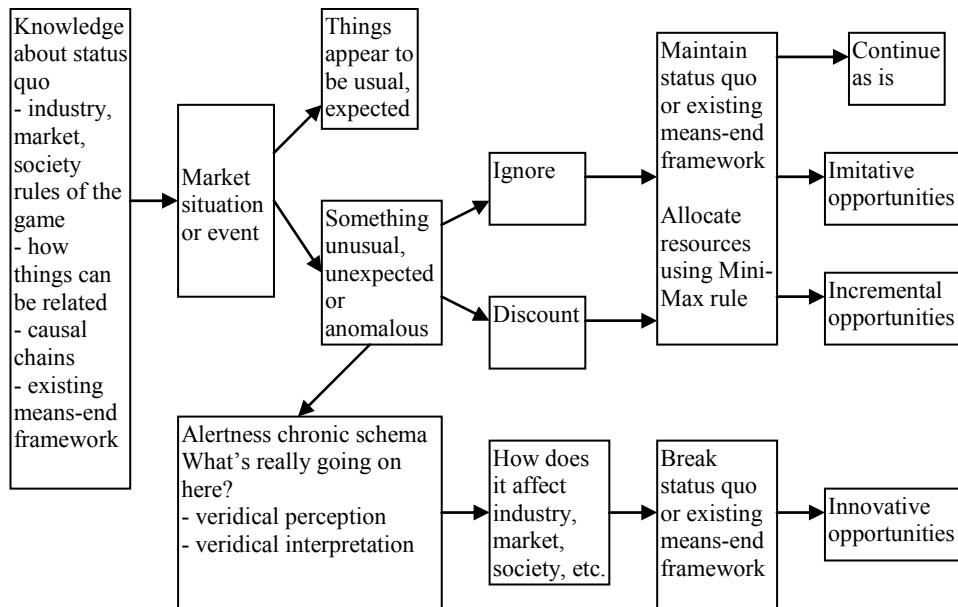 Knowledge
about status
quo
- industry,
market,
society
rules of the
game
- how
things can
be related
- causal
chains
- existing
means-end
framework
Market
situation
or event
Things
appear to
be usual,
expected
Something
unusual,
unexpected
or
anomalous
Ignore
Discount
Maintain
status quo
or existing
means-end
framework
Allocate
resources
using Mini-
Max rule
Continue
as is
Imitative
opportunities
Incremental
opportunities
Alertness chronic schema
What's really going on
here?
- veridical perception
- veridical interpretation
How does
it affect
industry,
market,
society, etc.
Break
status quo
or existing
means-end
framework
Innovative
opportunities